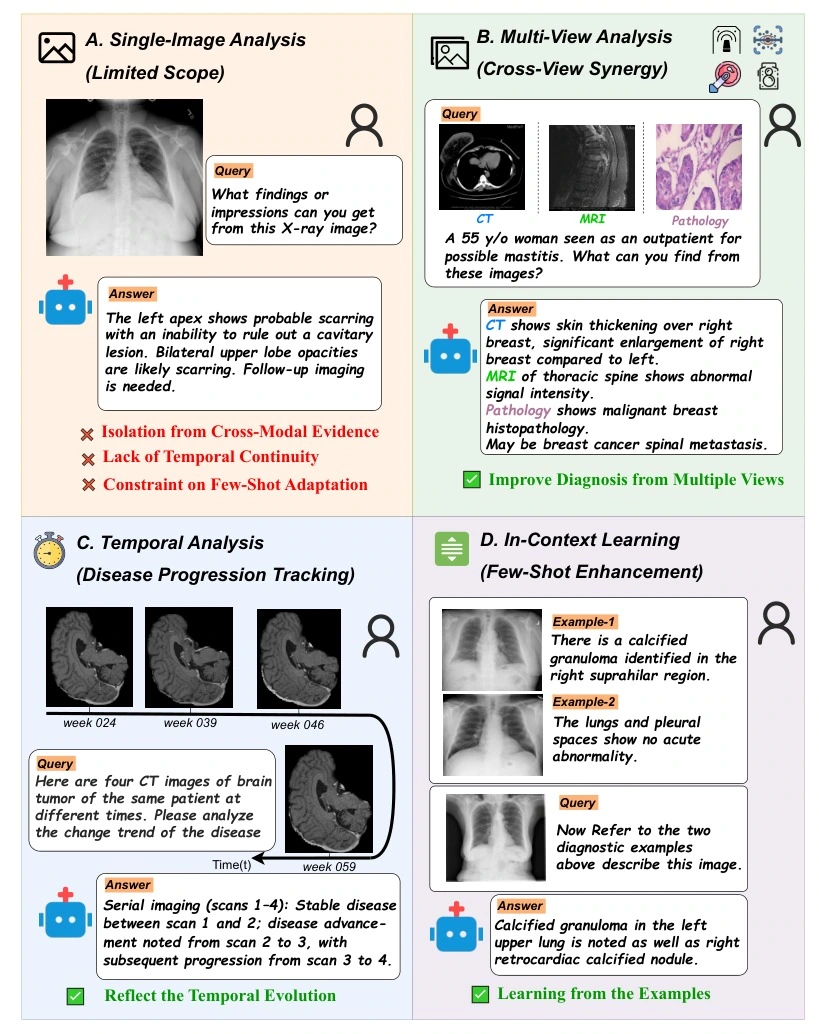 A. Single-Image Analysis
(Limited Scope)
Query
What findings or
impressions can you get
from this X-ray image?
Answer
The left apex shows probable scarring
with an inability to rule out a cavitary
lesion. Bilateral upper lobe opacities
are likely scarring. Follow-up imaging
is needed.
Isolation from Cross-Modal Evidence
Lack of Temporal Continuity
Constraint on Few-Shot Adaptation
B. Multi-View Analysis
(Cross-View Synergy)
Query
CT
MRI
Pathology
A 55 y/o woman seen as an outpatient for
possible mastitis. What can you find from
these images?
Answer
CT shows skin thickening over right
breast, significant enlargement of right
breast compared to left.
MRI of thoracic spine shows abnormal
signal intensity.
Pathology shows malignant breast
histopathology.
May be breast cancer spinal metastasis.
Improve Diagnosis from Multiple Views
C. Temporal Analysis
(Disease Progression Tracking)
week 024
week 039
week 046
Query
Here are four CT images of brain
tumor of the same patient at
different times. Please analyze
the change trend of the disease
Time(t)
week 059
Answer
Serial imaging (scans 1-4): Stable disease
between scan 1 and 2; disease advance-
ment noted from scan 2 to 3, with
subsequent progression from scan 3 to 4.
Reflect the Temporal Evolution
D. In-Context Learning
(Few-Shot Enhancement)
Example-1
There is a calcified
granuloma identified in the
right suprahilar region.
Example-2
The lungs and pleural
spaces show no acute
abnormality.
Query
Now Refer to the two
diagnostic examples
above describe this image.
Answer
Calcified granuloma in the left
upper lung is noted as well as right
retrocardiac calcified nodule.
Learning from the Examples